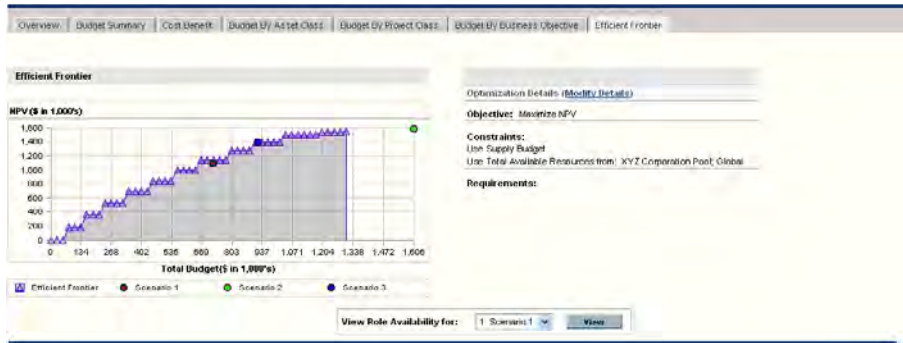 Overview Budget Summary Cost Benefit Budget By Asset Class Budget By Project Class Budget By Business Objective Efficient Frontier
Efficient Frontier
NPV ($ in 1,000's)
1,600
1,400
1,200
1,000
800
600
400
200
0
0 134 268 402 536 669 803 937 1,071 1,204 1,338 1,472 1,606
Total Budget($ in 1,000's)
Efficient Frontier Scenario 1 Scenario 2 Scenario 3
Optimization Details (Modify Details)
Objective: Maximize NPV
Constraints:
Use Supply Budget
Use Total Available Resources from: XYZ Corporation Pool; Global
Requirements:
View Role Availability for: 1 Scenario 1 View